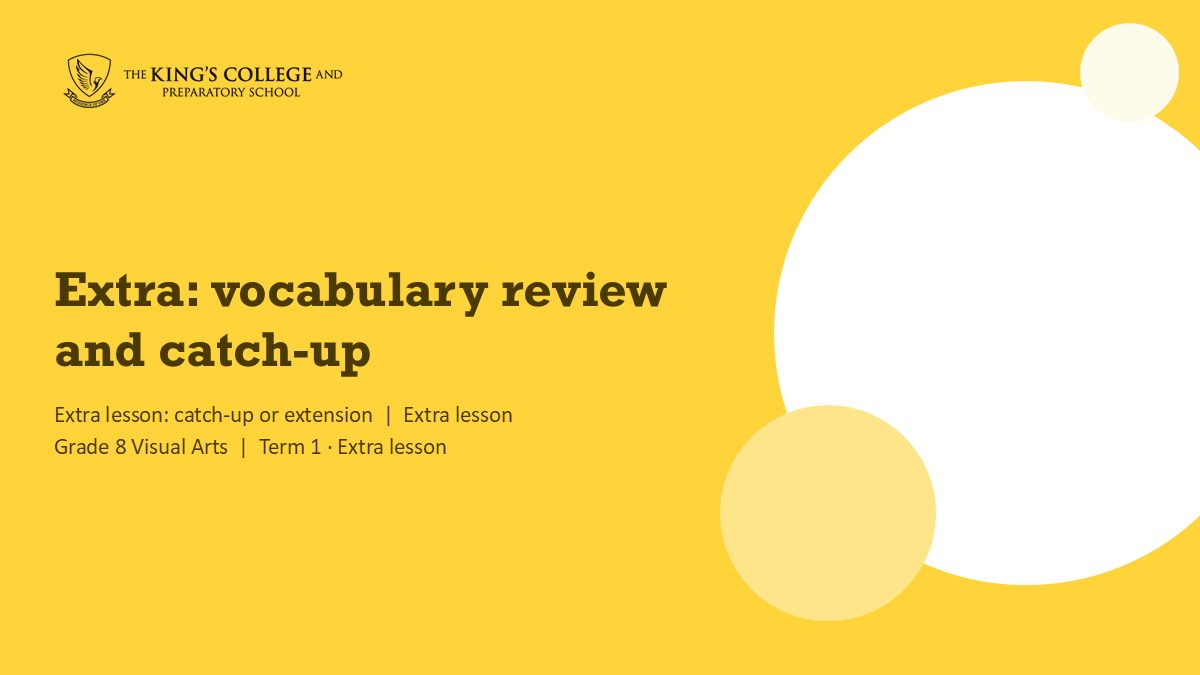 THE KING'S COLLEGE AND
PREPARATORY SCHOOL
Extra: vocabulary review
and catch-up
Extra lesson: catch-up or extension | Extra lesson
Grade 8 Visual Arts | Term 1 · Extra lesson